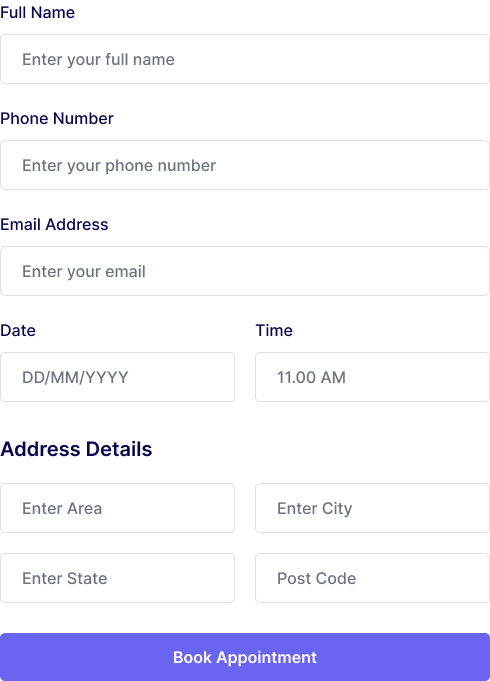 Full Name
Enter your full name
Phone Number
Enter your phone number
Email Address
Enter your email
Date Time
DD/MM/YYYY 11.00 AM
Address Details
Enter Area Enter City
Enter State Post Code
Book Appointment